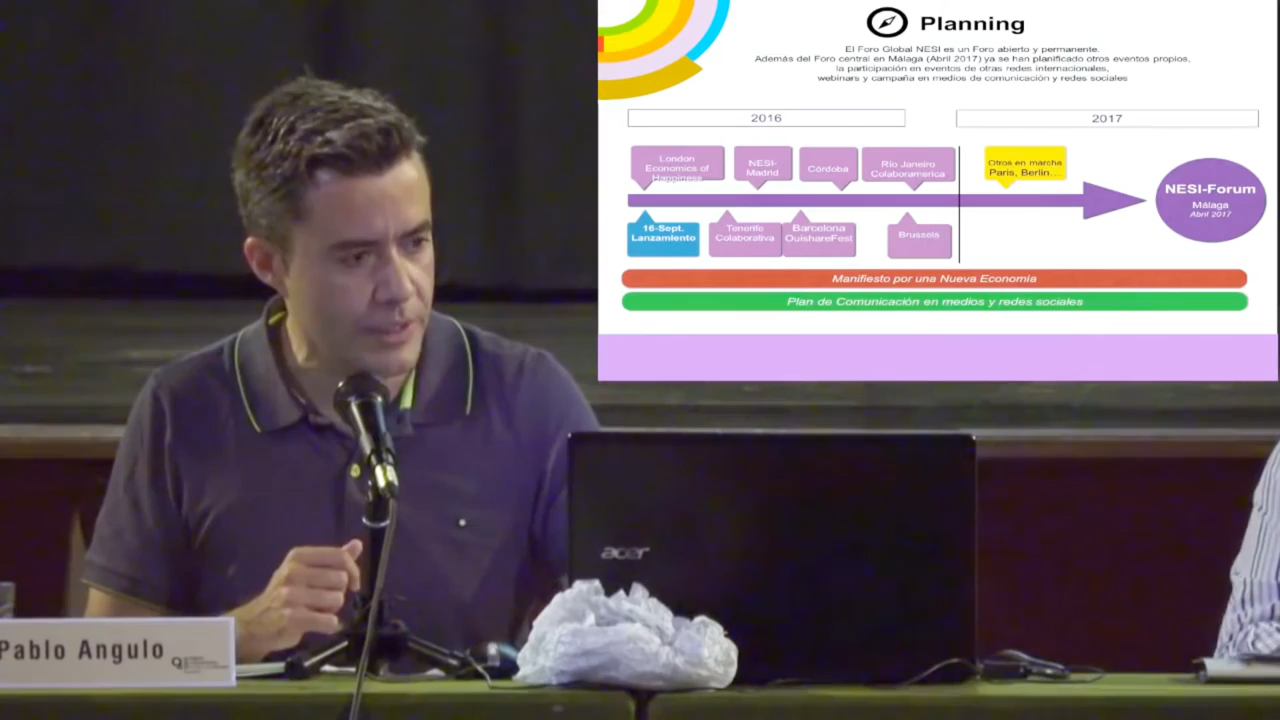 Planning
El Foro Global NESI es un Foro abierto y permanente.
Además del Foro central en Málaga (Abril 2017) ya se han planificado otros eventos propios,
la participación en eventos de otras redes internacionales,
webinars y campaña en medios de comunicación y redes sociales
2016
2017
London
Economics of
Happiness
NESI-
Madrid
Córdoba
Río Janeiro
Colaboramerica
Otros en marcha
Paris, Berlin...
NESI-Forum
Málaga
Abril 2017
16-Sept.
Lanzamiento
Tenerife
Colaborativa
Barcelona
OuishareFest
Brussels
Manifiesto por una Nueva Economía
Plan de Comunicación en medios y redes sociales
acer
Pablo Angulo